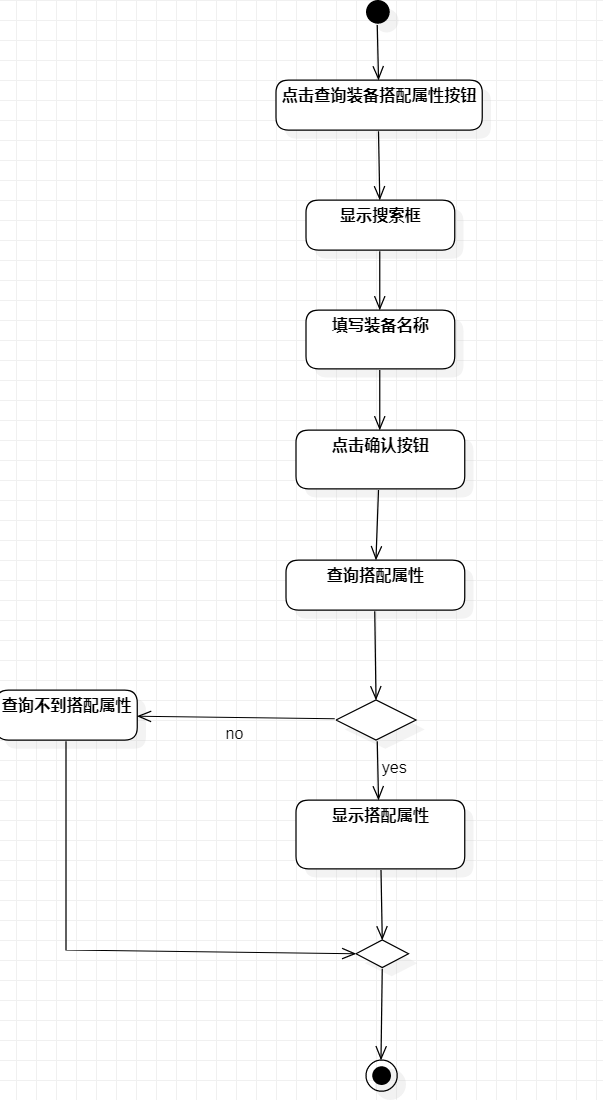 点击查询装备搭配属性按钮
显示搜索框
填写装备名称
点击确认按钮
查询搭配属性
查询不到搭配属性
no
yes
显示搭配属性